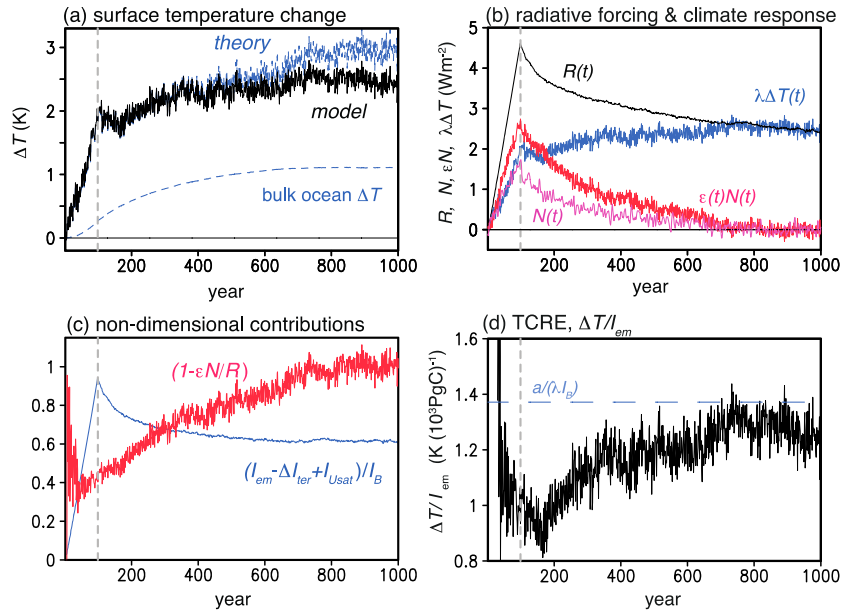 (a) surface temperature change
3
2
1
0
ΔT (K)
theory
model
bulk ocean ΔT
200 400 600 800 1000
year
(b) radiative forcing & climate response
5
4
3
2
1
0
R, N, εN, λΔT (Wm⁻²)
R(t)
λΔT(t)
ε(t)N(t)
N(t)
200 400 600 800 1000
year
(c) non-dimensional contributions
1
0.8
0.6
0.4
0.2
0
(1-εN/R)
(I_em-ΔI_ter+I_Usat)/I_B
200 400 600 800 1000
year
(d) TCRE, ΔT/I_em
1.6
1.4
1.2
1
0.8
ΔT/I_em (K (10³PgC)⁻¹)
a/(λI_B)
200 400 600 800 1000
year